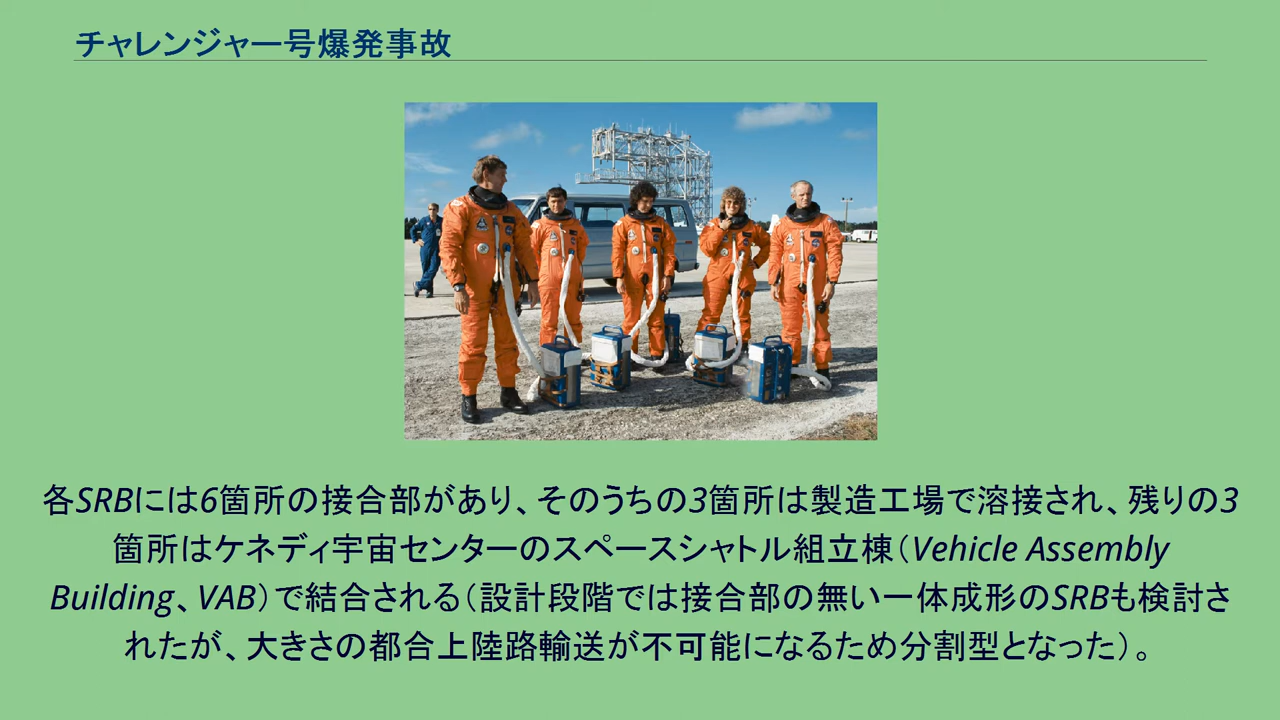 チャレンジャー号爆発事故
各SRBには6箇所の接合部があり、そのうちの3箇所は製造工場で溶接され、残りの3
箇所はケネディ宇宙センターのスペースシャトル組立棟（Vehicle Assembly
Building、VAB）で結合される（設計段階では接合部の無い一体成形のSRBも検討さ
れたが、大きさの都合上陸路輸送が不可能になるため分割型となった）。